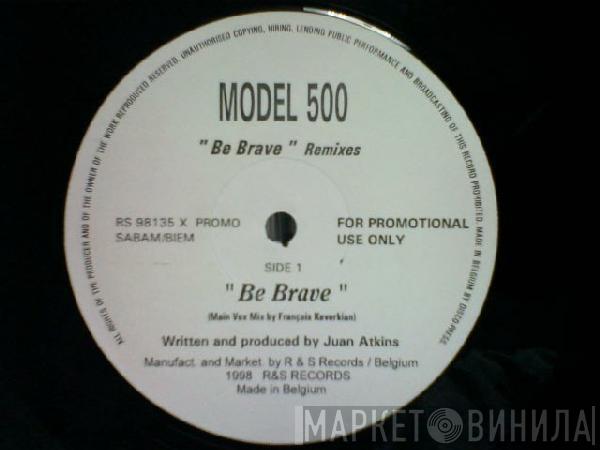 ALL RIGHTS OF THE PRODUCER AND OF THE OWNER OF THE WORK REPRODUCED RESERVED, UNAUTHORISED COPYING, HIRING, LENDING PUBLIC PERFORMANCE AND BROADCASTING OF THIS RECORD PROHIBITED. MADE IN BELGIUM BY DISCO-PRESS
MODEL 500
"Be Brave" Remixes
RS 98135 X PROMO
SABAM/BIEM
FOR PROMOTIONAL
USE ONLY
SIDE 1
"Be Brave"
(Main Vox Mix by François Keverkian)
Written and produced by Juan Atkins
Manufact. and Market. by R & S Records / Belgium
1998 R&S RECORDS
Made in Belgium
МАРКЕТ ВИНИЛА